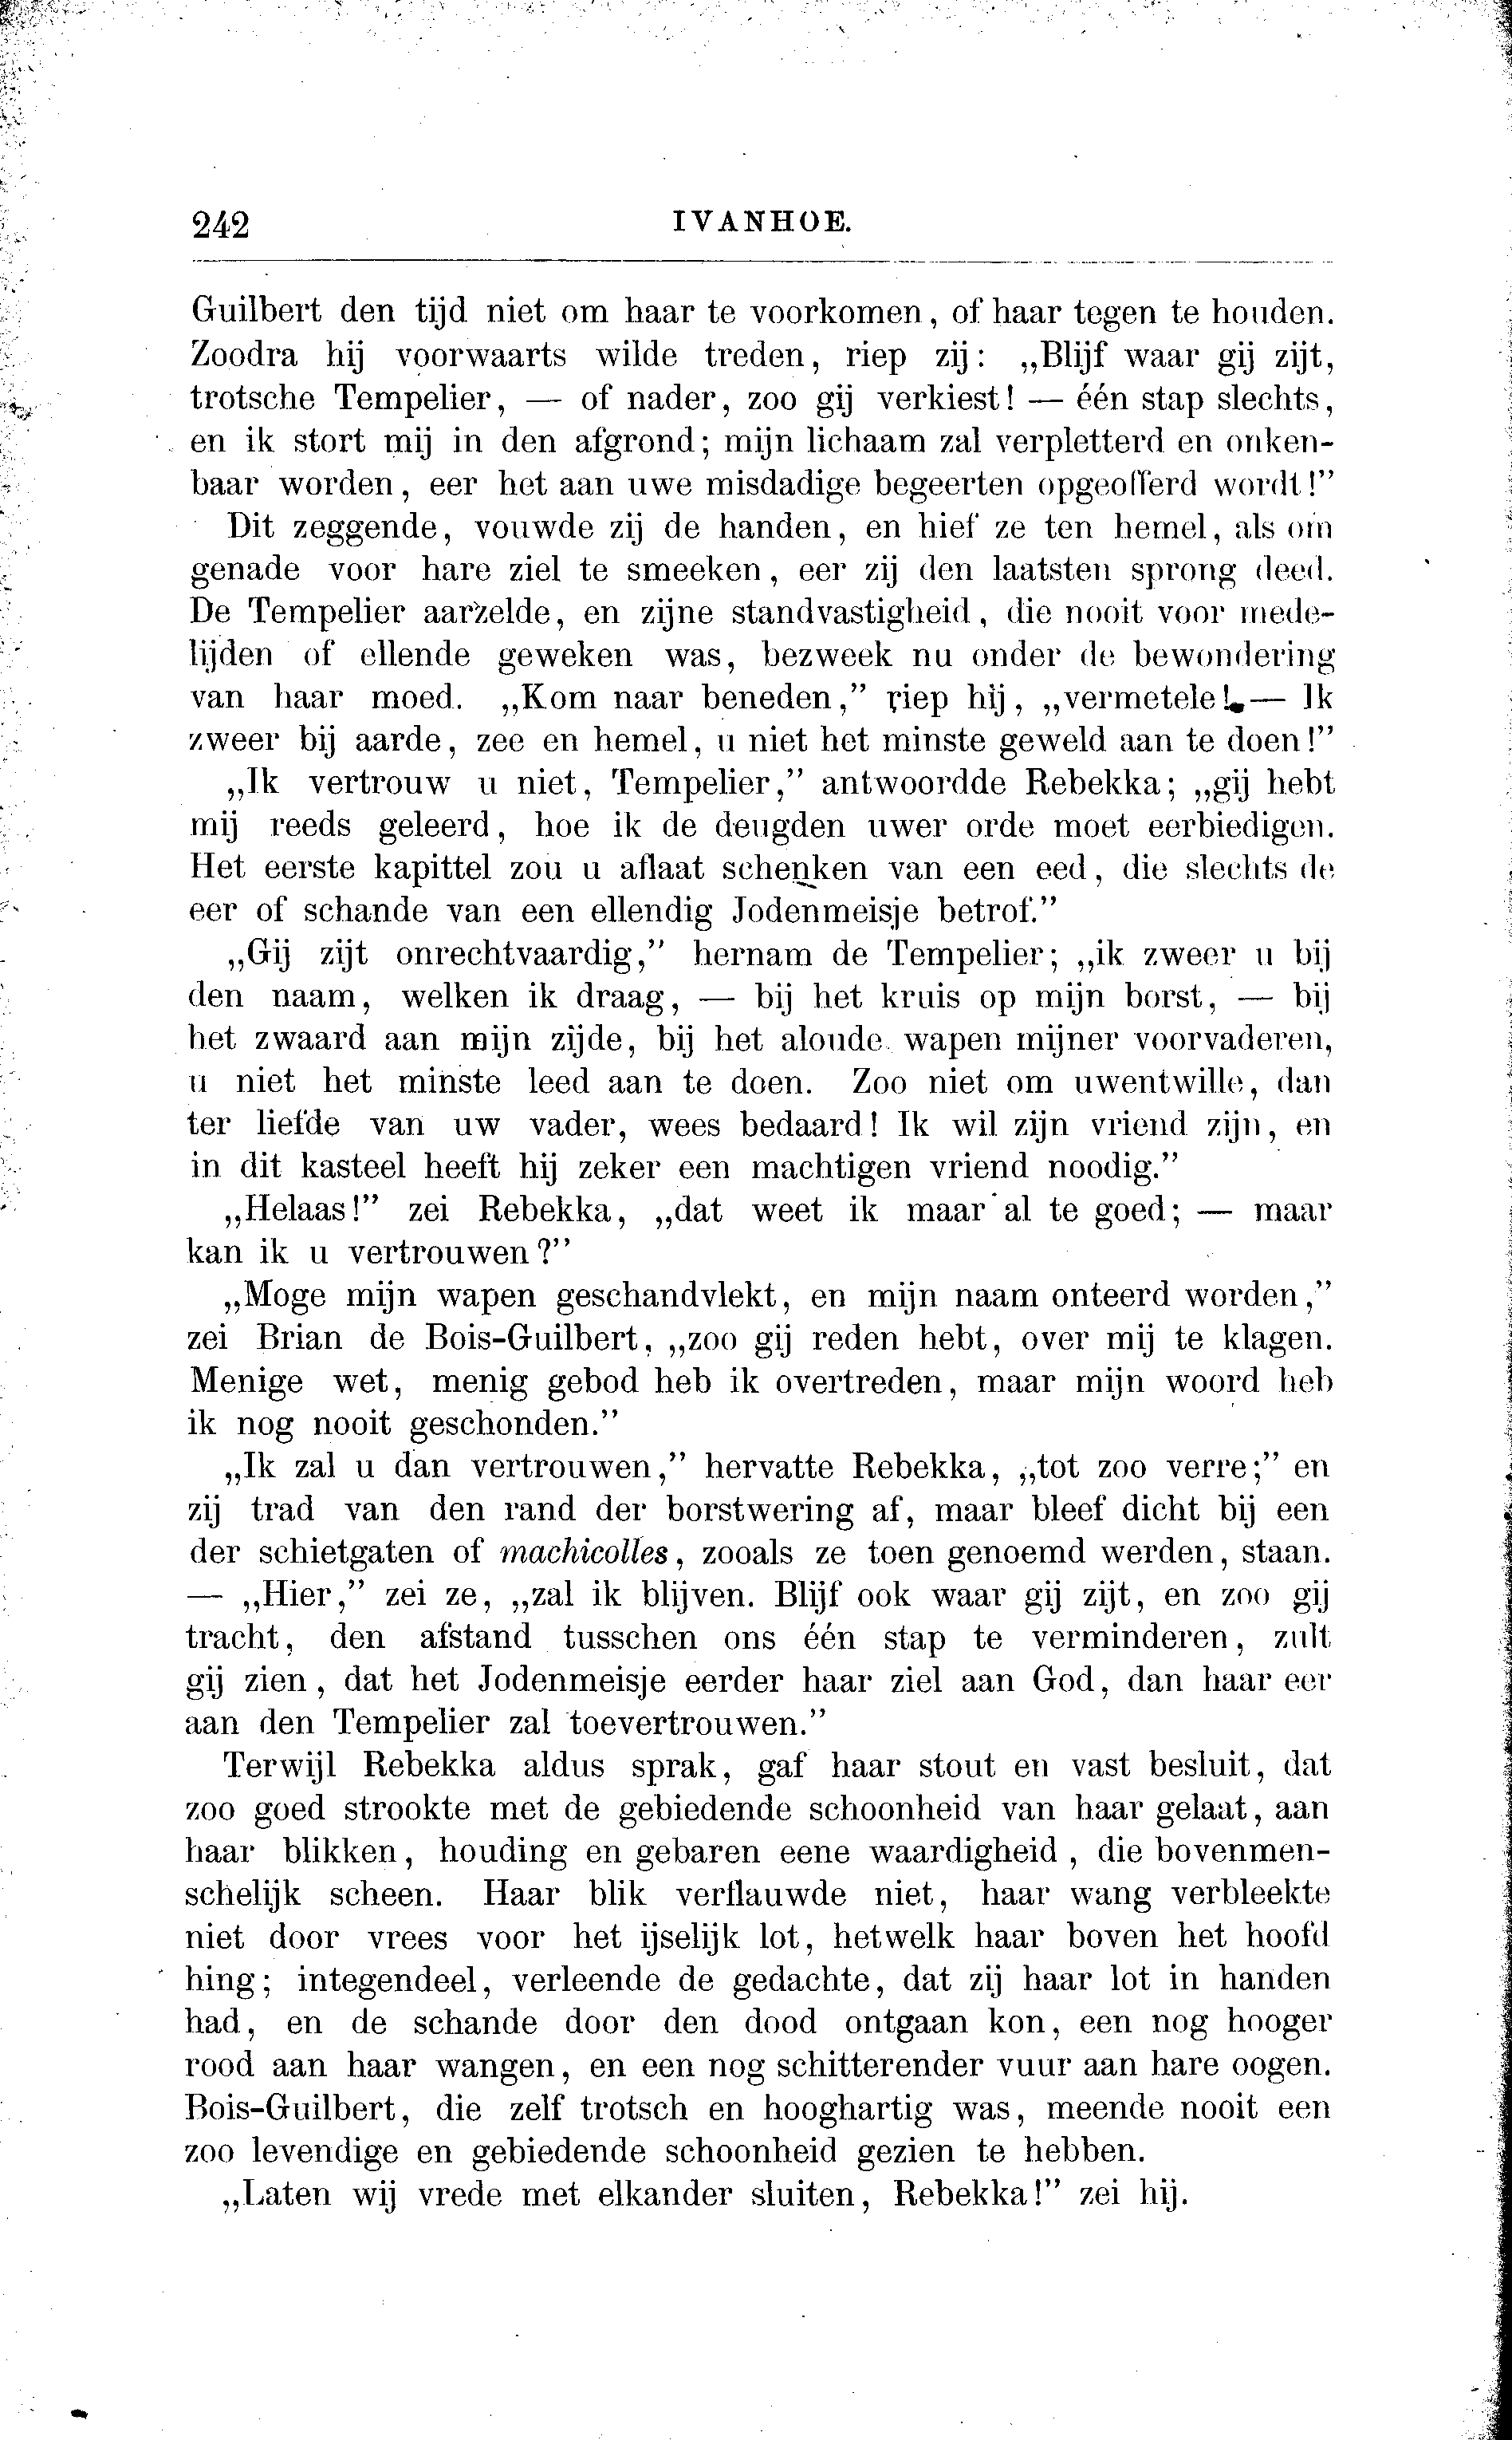 242
IVANHOE.
Guilbert den tijd niet om haar te voorkomen, of haar tegen te houden.
Zoodra hij voorwaarts wilde treden, riep zij: „Blijf waar gij zijt,
trotsche Tempelier, — of nader, zoo gij verkiest! — één stap slechts,
en ik stort mij in den afgrond; mijn lichaam zal verpletterd en onken-
baar worden, eer het aan uwe misdadige begeerten opgeofferd wordt!”
Dit zeggende, vouwde zij de handen, en hief ze ten hemel, als om
genade voor hare ziel te smeeken, eer zij den laatsten sprong deed.
De Tempelier aarzelde, en zijne standvastigheid, die nooit voor mede-
lijden of ellende geweken was, bezweek nu onder de bewondering
van haar moed. „Kom naar beneden,” riep hij, „vermetele! — Ik
zweer bij aarde, zee en hemel, u niet het minste geweld aan te doen!”
„Ik vertrouw u niet, Tempelier,” antwoordde Rebekka; „gij hebt
mij reeds geleerd, hoe ik de deugden uwer orde moet eerbiedigen.
Het eerste kapittel zou u aflaat schenken van een eed, die slechts de
eer of schande van een ellendig Jodenmeisje betrof.”
„Gij zijt onrechtvaardig,” hernam de Tempelier; „ik zweer u bij
den naam, welken ik draag, — bij het kruis op mijn borst, — bij
het zwaard aan mijn zijde, bij het aloude wapen mijner voorvaderen,
u niet het minste leed aan te doen. Zoo niet om uwentwille, dan
ter liefde van uw vader, wees bedaard! Ik wil zijn vriend zijn, en
in dit kasteel heeft hij zeker een machtigen vriend noodig.”
„Helaas!” zei Rebekka, „dat weet ik maar al te goed; — maar
kan ik u vertrouwen?”
„Moge mijn wapen geschandvlekt, en mijn naam onteerd worden,”
zei Brian de Bois-Guilbert, „zoo gij reden hebt, over mij te klagen.
Menige wet, menig gebod heb ik overtreden, maar mijn woord heb
ik nog nooit geschonden.”
„Ik zal u dan vertrouwen,” hervatte Rebekka, „tot zoo verre;” en
zij trad van den rand der borstwering af, maar bleef dicht bij een
der schietgaten of machicolles, zooals ze toen genoemd werden, staan.
— „Hier,” zei ze, „zal ik blijven. Blijf ook waar gij zijt, en zoo gij
tracht, den afstand tusschen ons één stap te verminderen, zult
gij zien, dat het Jodenmeisje eerder haar ziel aan God, dan haar eer
aan den Tempelier zal toevertrouwen.”
Terwijl Rebekka aldus sprak, gaf haar stout en vast besluit, dat
zoo goed strookte met de gebiedende schoonheid van haar gelaat, aan
haar blikken, houding en gebaren eene waardigheid, die bovenmen-
schelijk scheen. Haar blik verflauwde niet, haar wang verbleekte
niet door vrees voor het ijselijk lot, hetwelk haar boven het hoofd
hing; integendeel, verleende de gedachte, dat zij haar lot in handen
had, en de schande door den dood ontgaan kon, een nog hooger
rood aan haar wangen, en een nog schitterender vuur aan hare oogen.
Bois-Guilbert, die zelf trotsch en hooghartig was, meende nooit een
zoo levendige en gebiedende schoonheid gezien te hebben.
„Laten wij vrede met elkander sluiten, Rebekka!” zei hij.